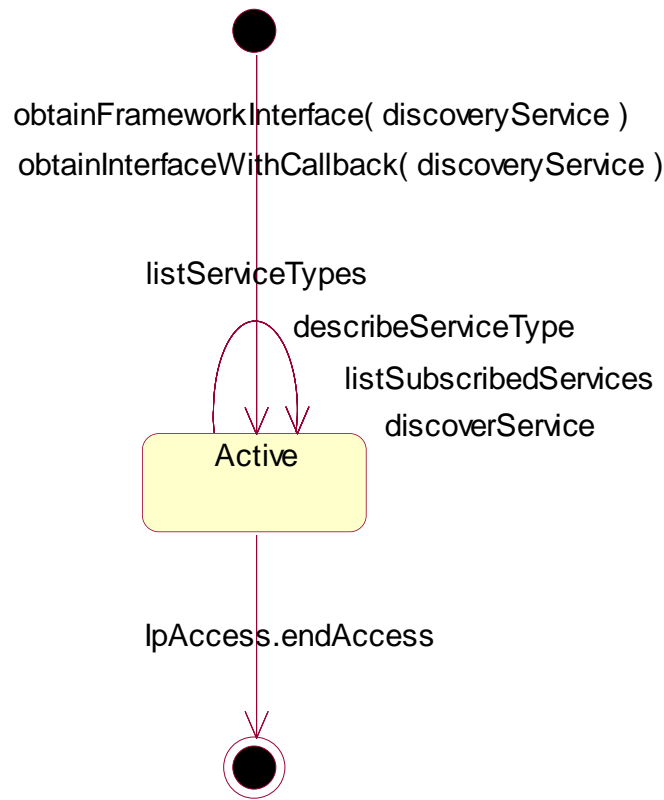 obtainFrameworkInterface( discoveryService )
obtainInterfaceWithCallback( discoveryService )
listServiceTypes
describeServiceType
listSubscribedServices
discoverService
Active
IpAccess.endAccess